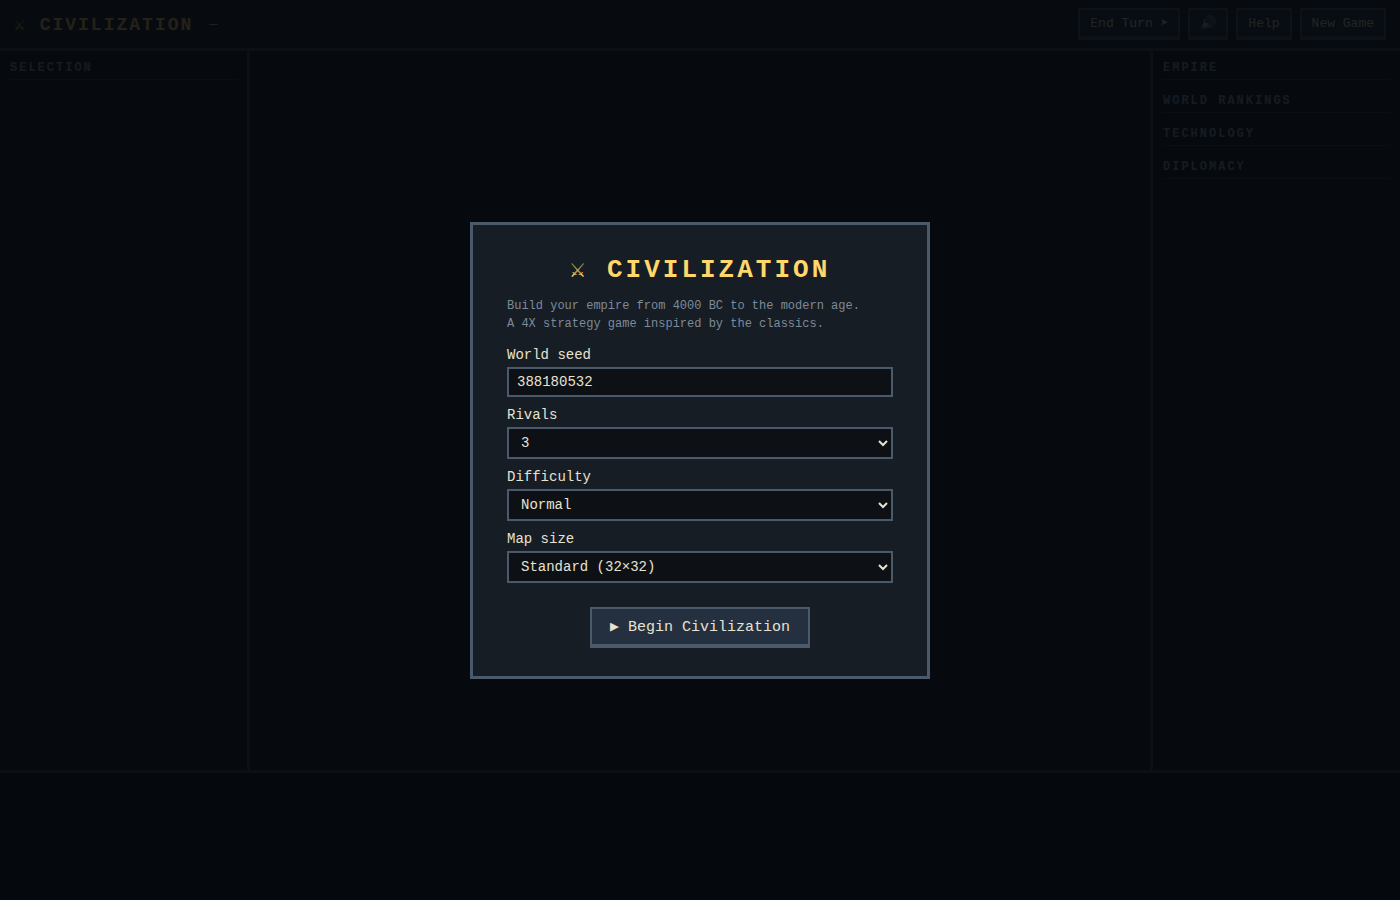 ⚔ CIVILIZATION —
End Turn ➤ 🔊 Help New Game
SELECTION
EMPIRE
WORLD RANKINGS
TECHNOLOGY
DIPLOMACY
⚔ CIVILIZATION
Build your empire from 4000 BC to the modern age.
A 4X strategy game inspired by the classics.
World seed
388180532
Rivals
3
Difficulty
Normal
Map size
Standard (32×32)
▶ Begin Civilization